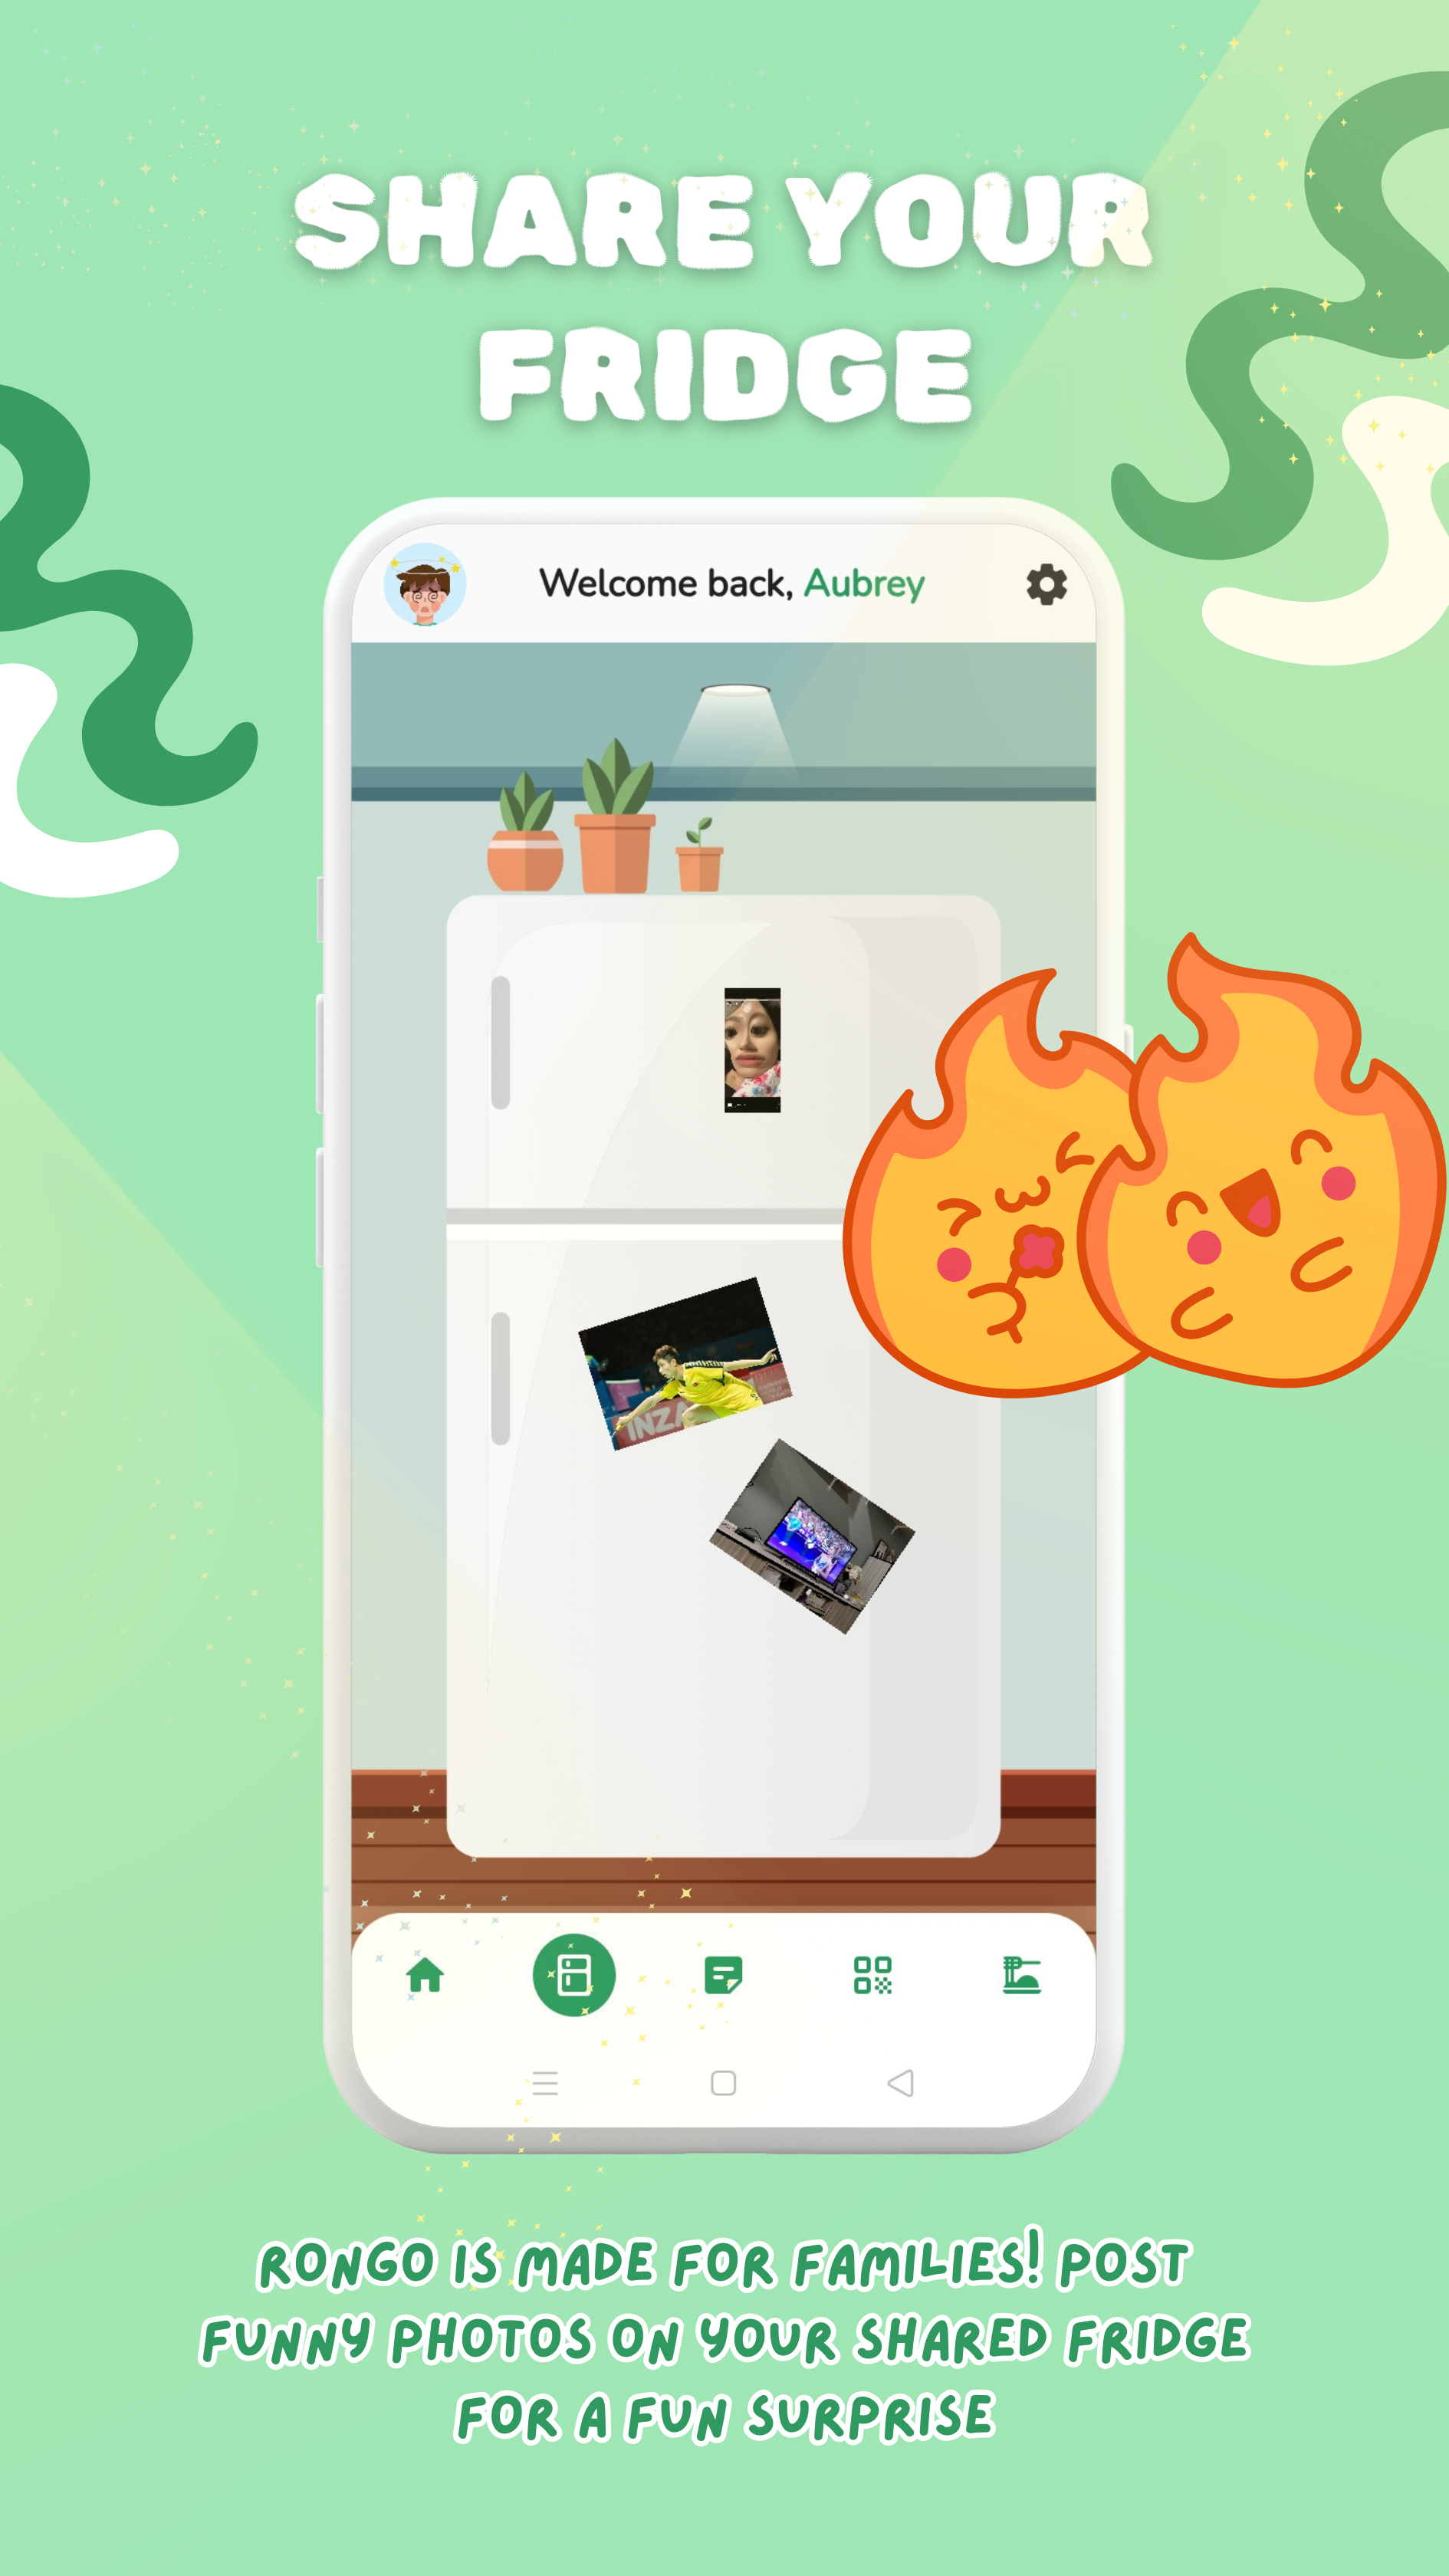 SHARE YOUR
FRIDGE
Welcome back, Aubrey
INZA
RONGO IS MADE FOR FAMILIES! POST
FUNNY PHOTOS ON YOUR SHARED FRIDGE
FOR A FUN SURPRISE